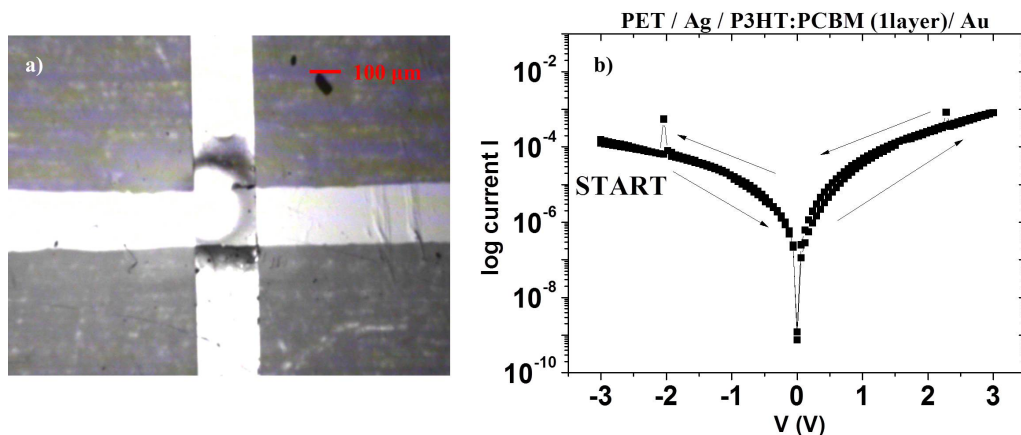 PET / Ag / P3HT:PCBM (1layer)/ Au
a)
100 µm
b)
log current I
10⁻²
10⁻⁴
10⁻⁶
10⁻⁸
10⁻¹⁰
START
-3 -2 -1 0 1 2 3
V (V)